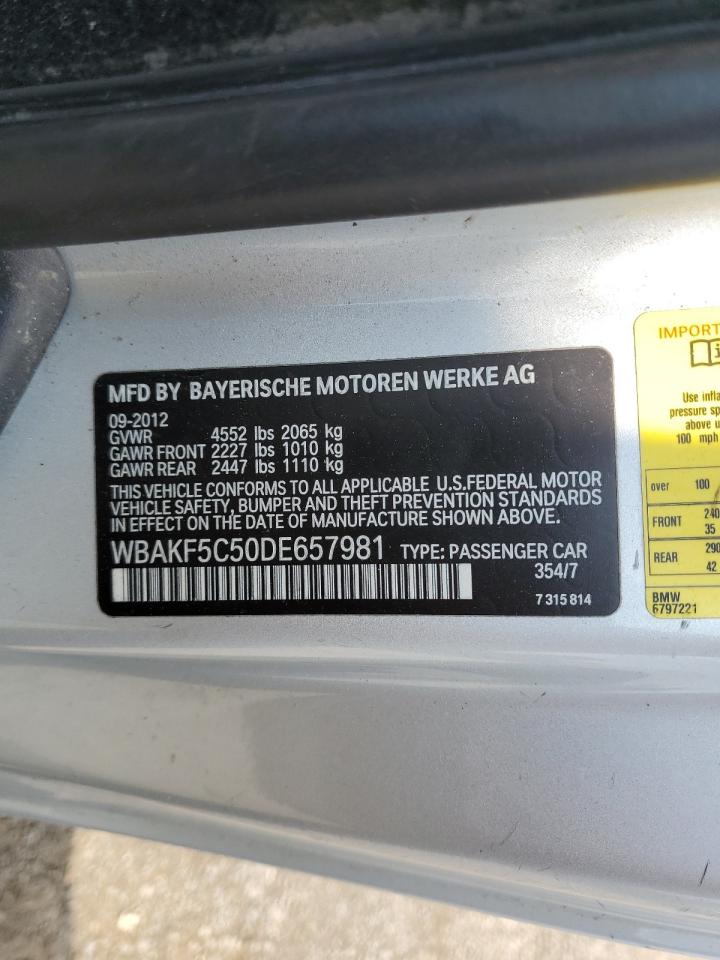 MFD BY BAYERISCHE MOTOREN WERKE AG
09-2012
GVWR 4552 lbs 2065 kg
GAWR FRONT 2227 lbs 1010 kg
GAWR REAR 2447 lbs 1110 kg
THIS VEHICLE CONFORMS TO ALL APPLICABLE U.S.FEDERAL MOTOR
VEHICLE SAFETY, BUMPER AND THEFT PREVENTION STANDARDS
IN EFFECT ON THE DATE OF MANUFACTURE SHOWN ABOVE.
WBAKF5C50DE657981 TYPE: PASSENGER CAR
354/7
7 315 814
IMPORT
Use infla
pressure sp
above u
100 mph
over 100
FRONT 240
35
REAR 290
42
BMW
6797221